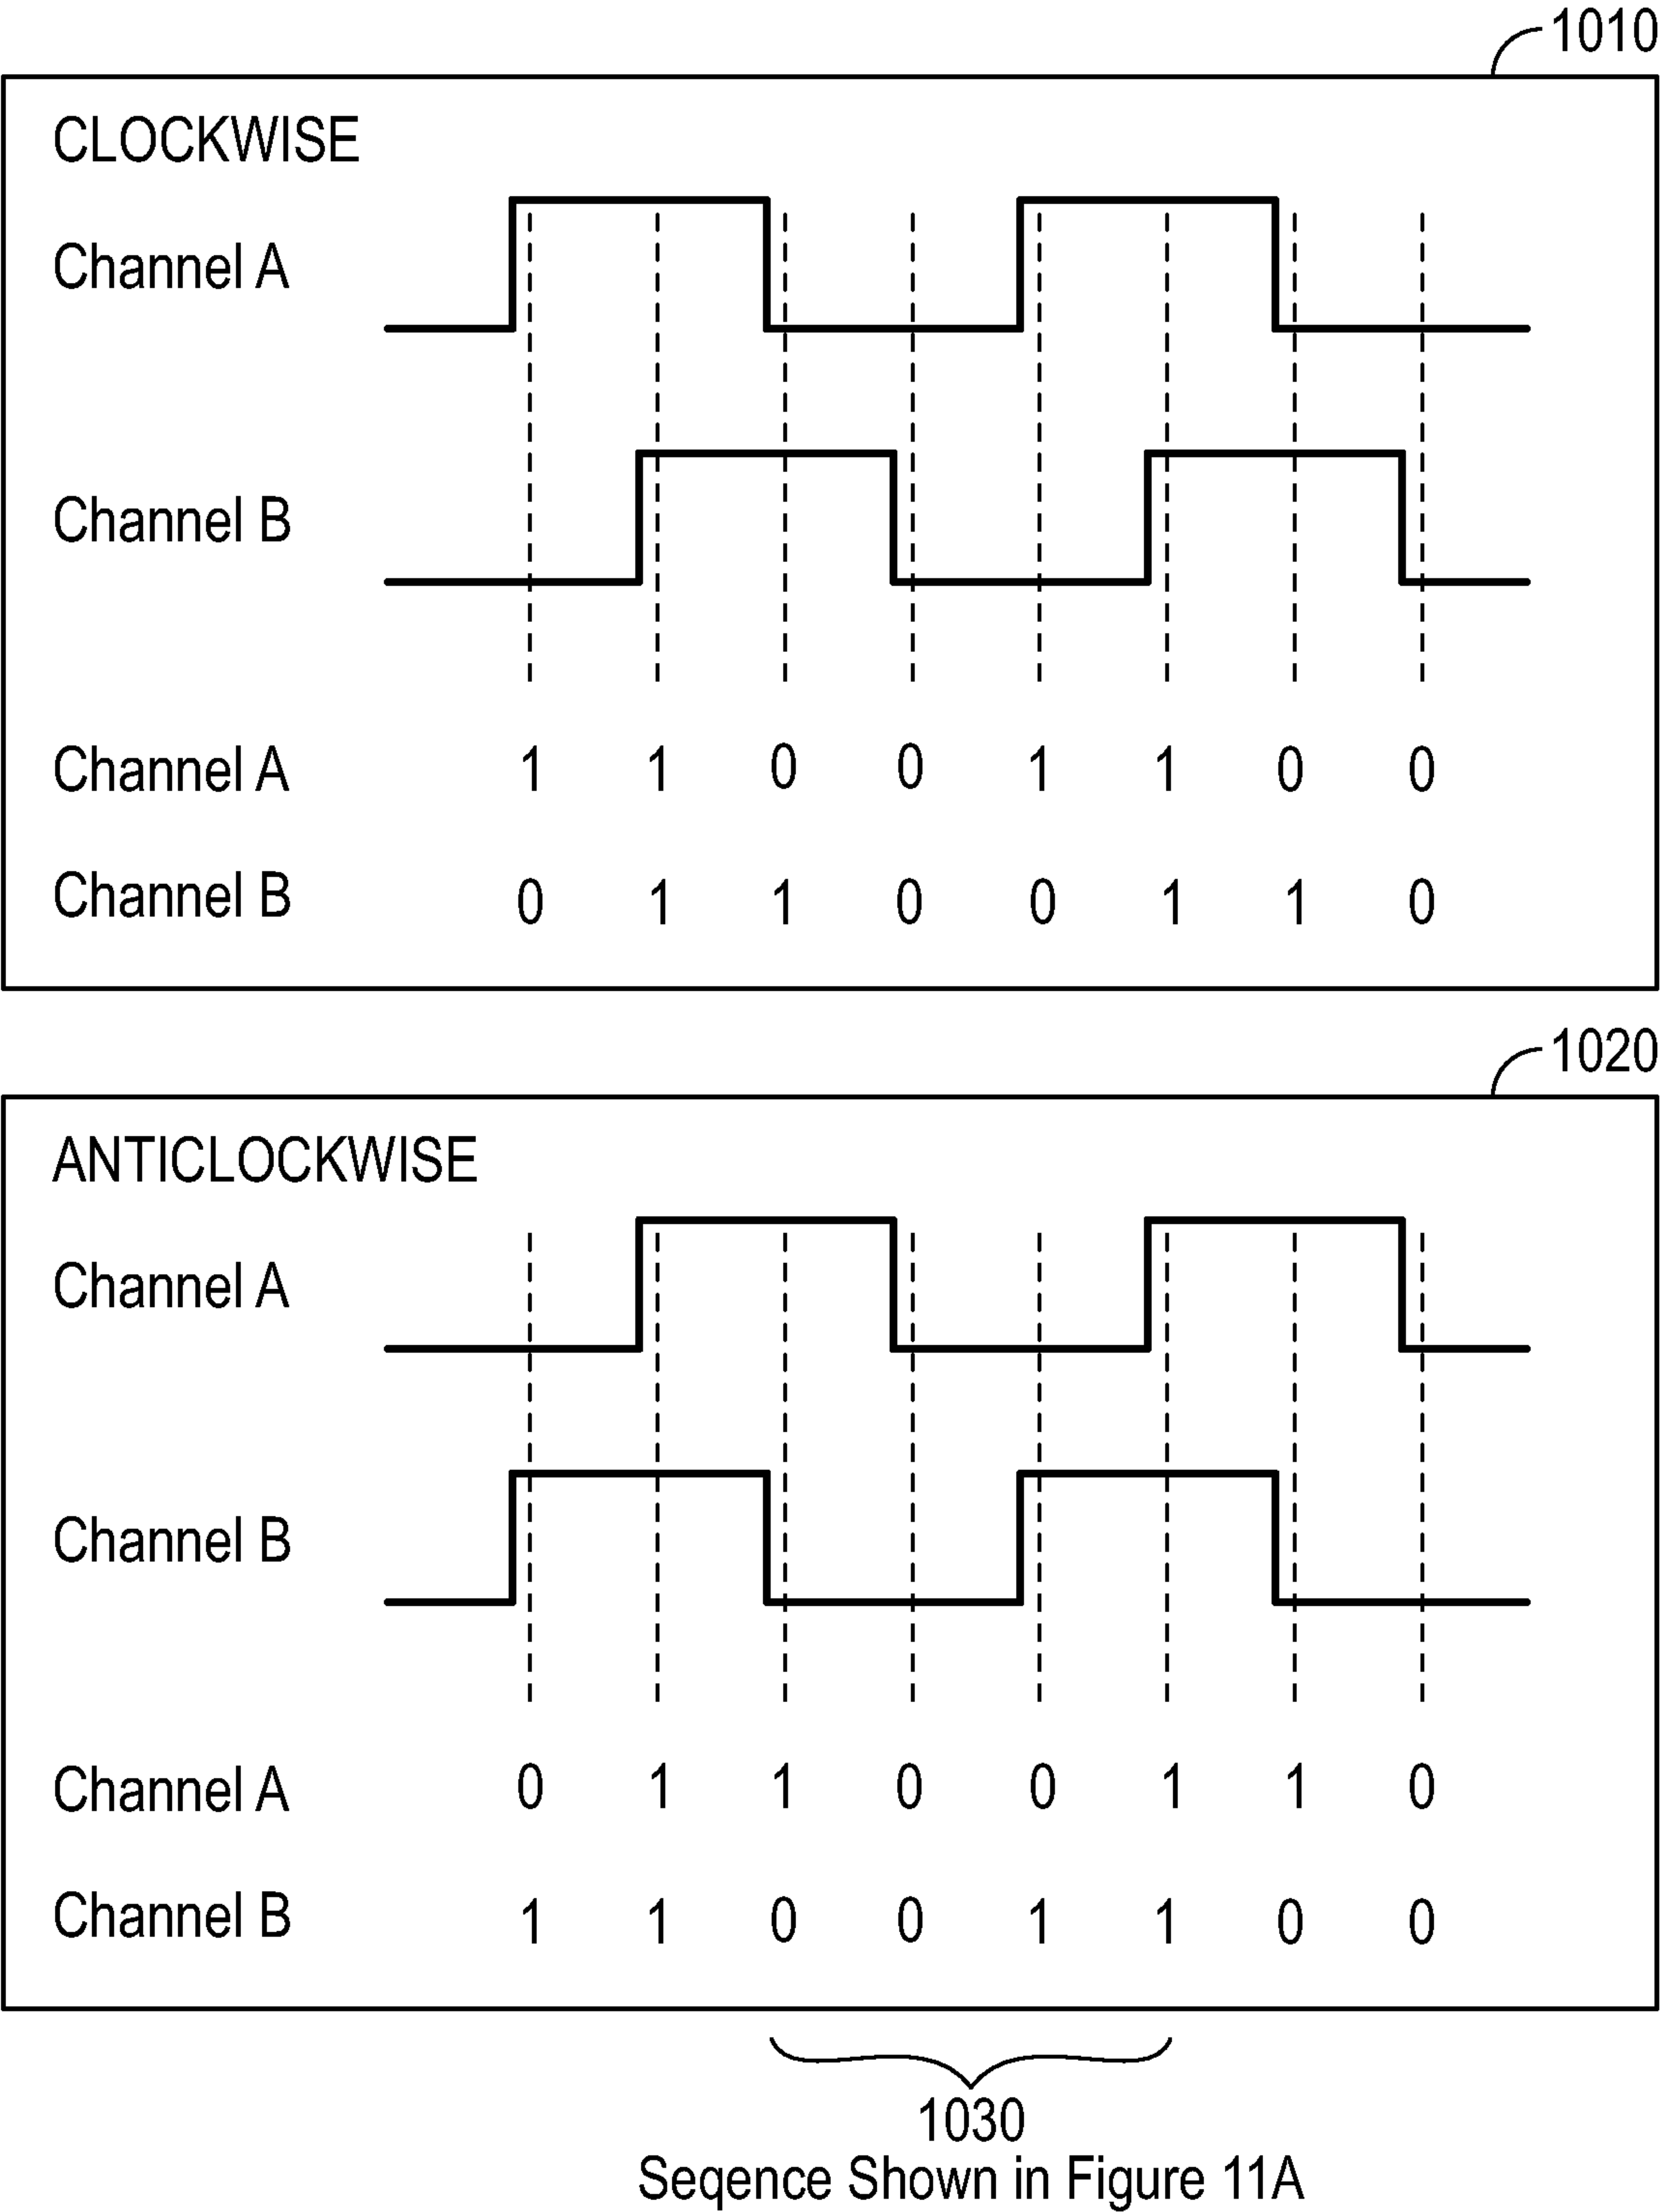 1010
CLOCKWISE
Channel A
Channel B
Channel A 1 1 0 0 1 1 0 0
Channel B 0 1 1 0 0 1 1 0
1020
ANTICLOCKWISE
Channel A
Channel B
Channel A 0 1 1 0 0 1 1 0
Channel B 1 1 0 0 1 1 0 0
1030
Seqence Shown in Figure 11A